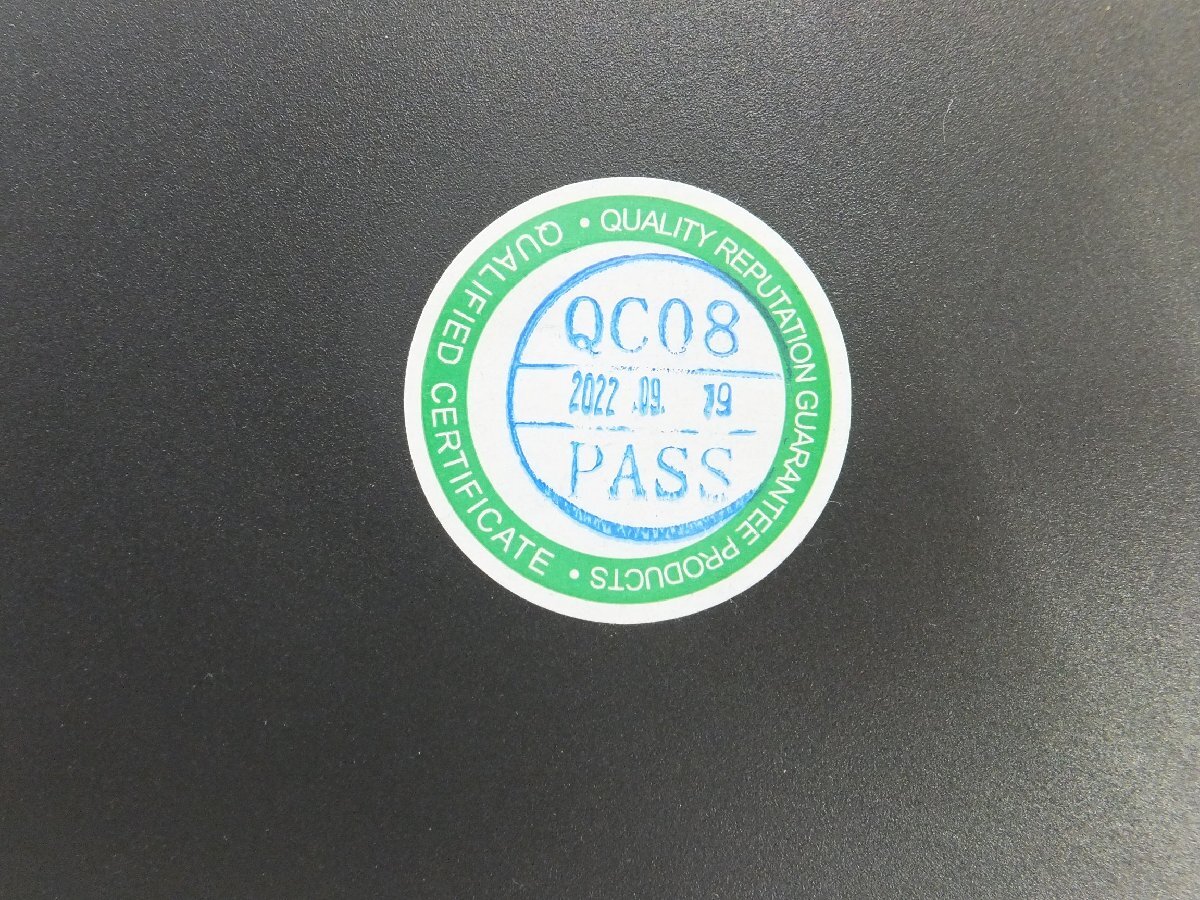 QUALITY REPUTATION GUARANTEE PRODUCTS •
QUALIFIED CERTIFICATE •
QC08
2022 .09. 19
PASS